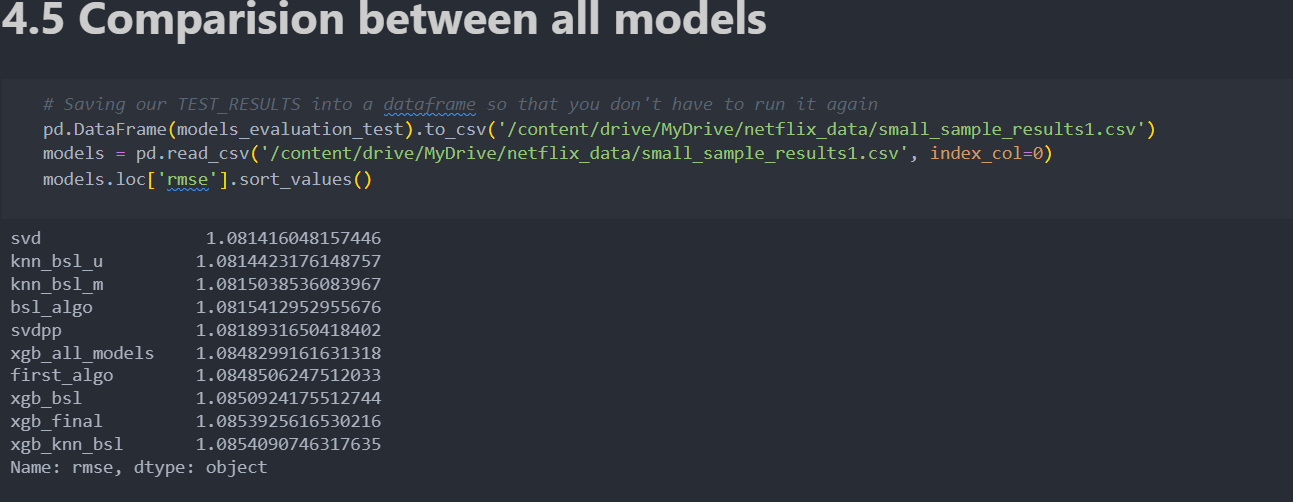 4.5 Comparision between all models
# Saving our TEST_RESULTS into a dataframe so that you don't have to run it again
pd.DataFrame(models_evaluation_test).to_csv('/content/drive/MyDrive/netflix_data/small_sample_results1.csv')
models = pd.read_csv('/content/drive/MyDrive/netflix_data/small_sample_results1.csv', index_col=0)
models.loc['rmse'].sort_values()
svd 1.081416048157446
knn_bsl_u 1.0814423176148757
knn_bsl_m 1.0815038536083967
bsl_algo 1.0815412952955676
svdpp 1.0818931650418402
xgb_all_models 1.0848299161631318
first_algo 1.0848506247512033
xgb_bsl 1.0850924175512744
xgb_final 1.0853925616530216
xgb_knn_bsl 1.0854090746317635
Name: rmse, dtype: object